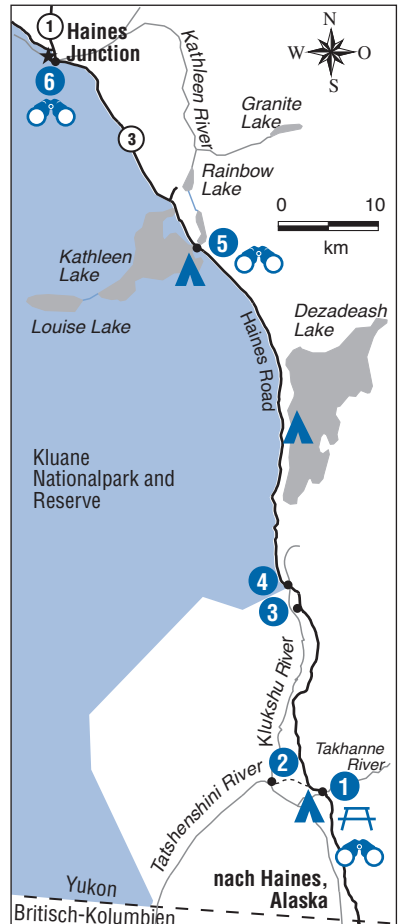 1
Haines
Junction
N
W
O
S
6
Kathleen River
Granite
Lake
3
Rainbow
Lake
0
10
km
5
Kathleen
Lake
Louise Lake
Dezadeash
Lake
Haines Road
Kluane
Nationalpark and
Reserve
4
3
Klukshu River
Takhanne
River
2
1
Tatshenshini River
nach Haines,
Alaska
Yukon
Britisch-Kolumbien